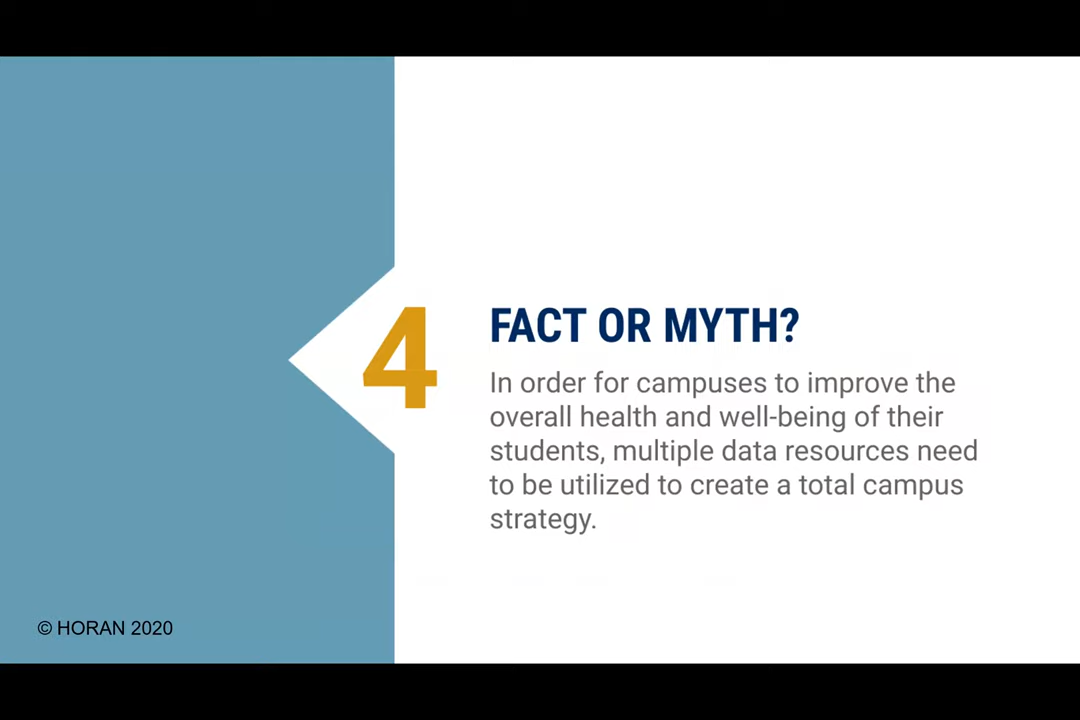 4
FACT OR MYTH?
In order for campuses to improve the
overall health and well-being of their
students, multiple data resources need
to be utilized to create a total campus
strategy.
© HORAN 2020